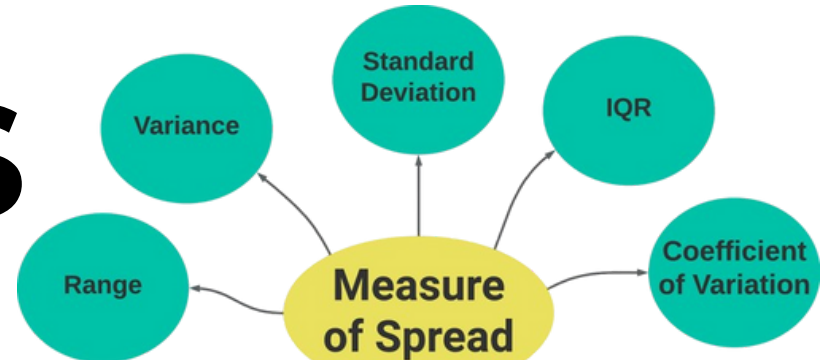 s
Standard
Deviation
Variance
IQR
Range
Coefficient
of Variation
Measure
of Spread